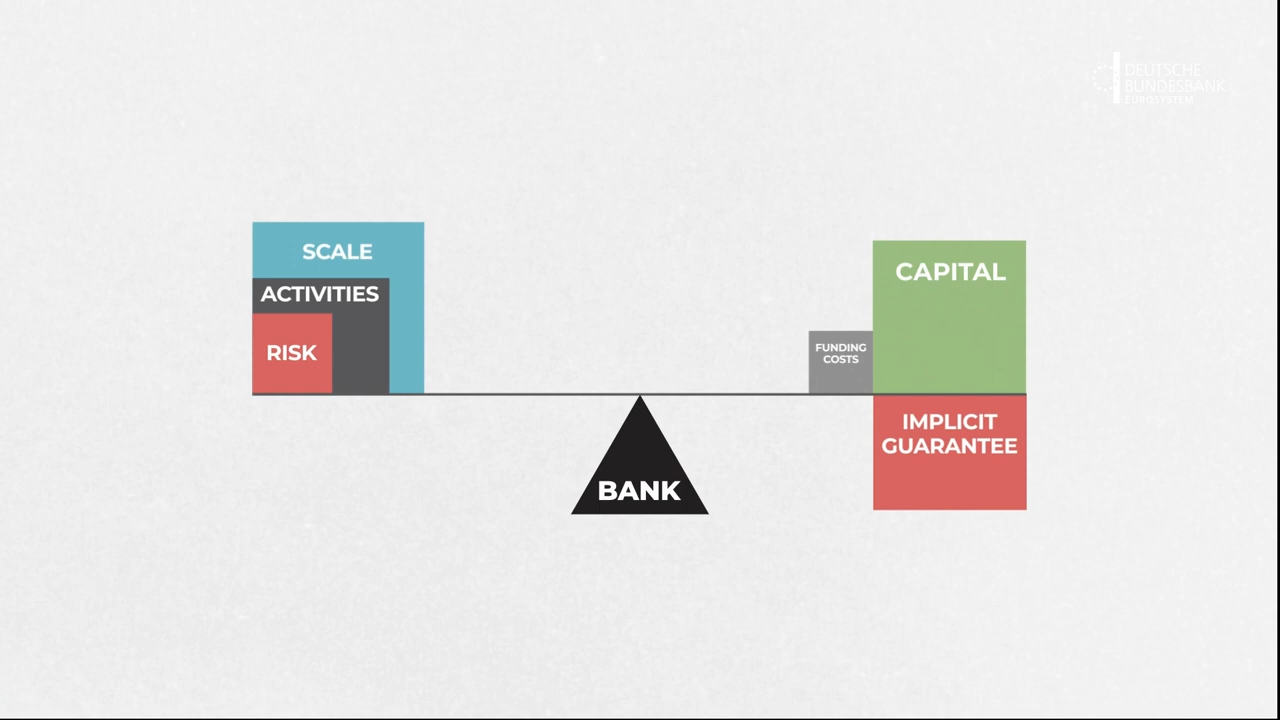 DEUTSCHE
BUNDESBANK
EUROSYSTEM
SCALE
ACTIVITIES
RISK
CAPITAL
FUNDING
COSTS
IMPLICIT
GUARANTEE
BANK